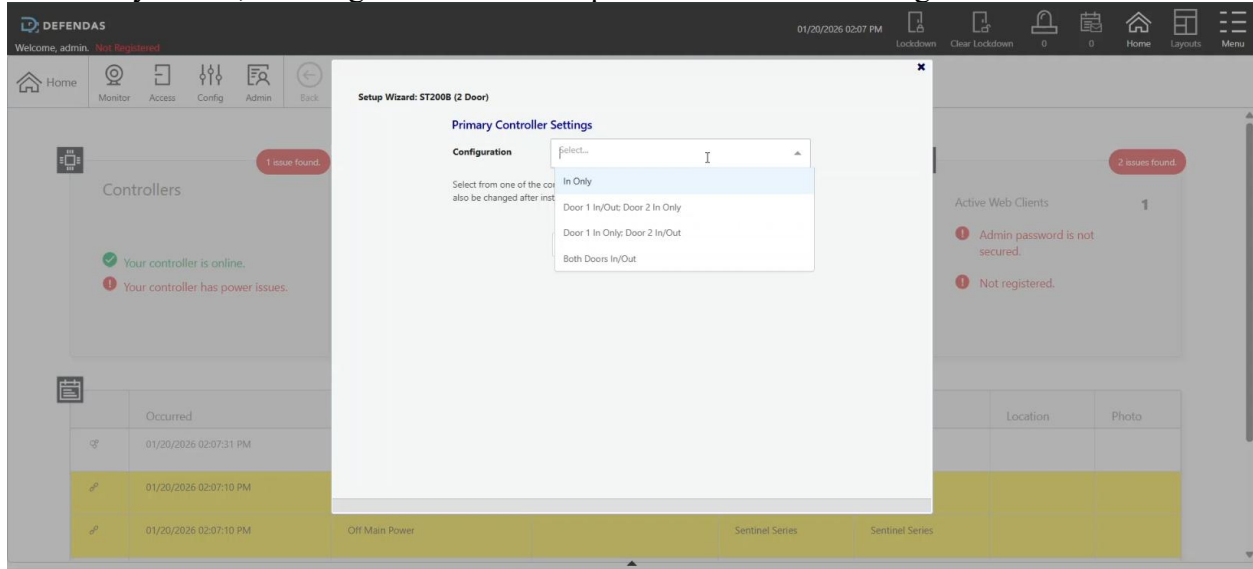 DEFENDAS
Welcome, admin. Not Registered
01/20/2026 02:07 PM
Lockdown
Clear Lockdown
0
0
Home
Layouts
Menu
Home
Monitor
Access
Config
Admin
Back
Setup Wizard: ST200B (2 Door)
Primary Controller Settings
Configuration
Select...
In Only
Door 1 In/Out; Door 2 In Only
Door 1 In Only; Door 2 In/Out
Both Doors In/Out
Select from one of the
also be changed after
1 issue found.
Controllers
Your controller is online.
Your controller has power issues.
2 issues found.
Active Web Clients 1
Admin password is not
secured.
Not registered.
Occurred
Location
Photo
01/20/2026 02:07:31 PM
01/20/2026 02:07:10 PM
01/20/2026 02:07:10 PM
Off Main Power
Sentinel Series
Sentinel Series